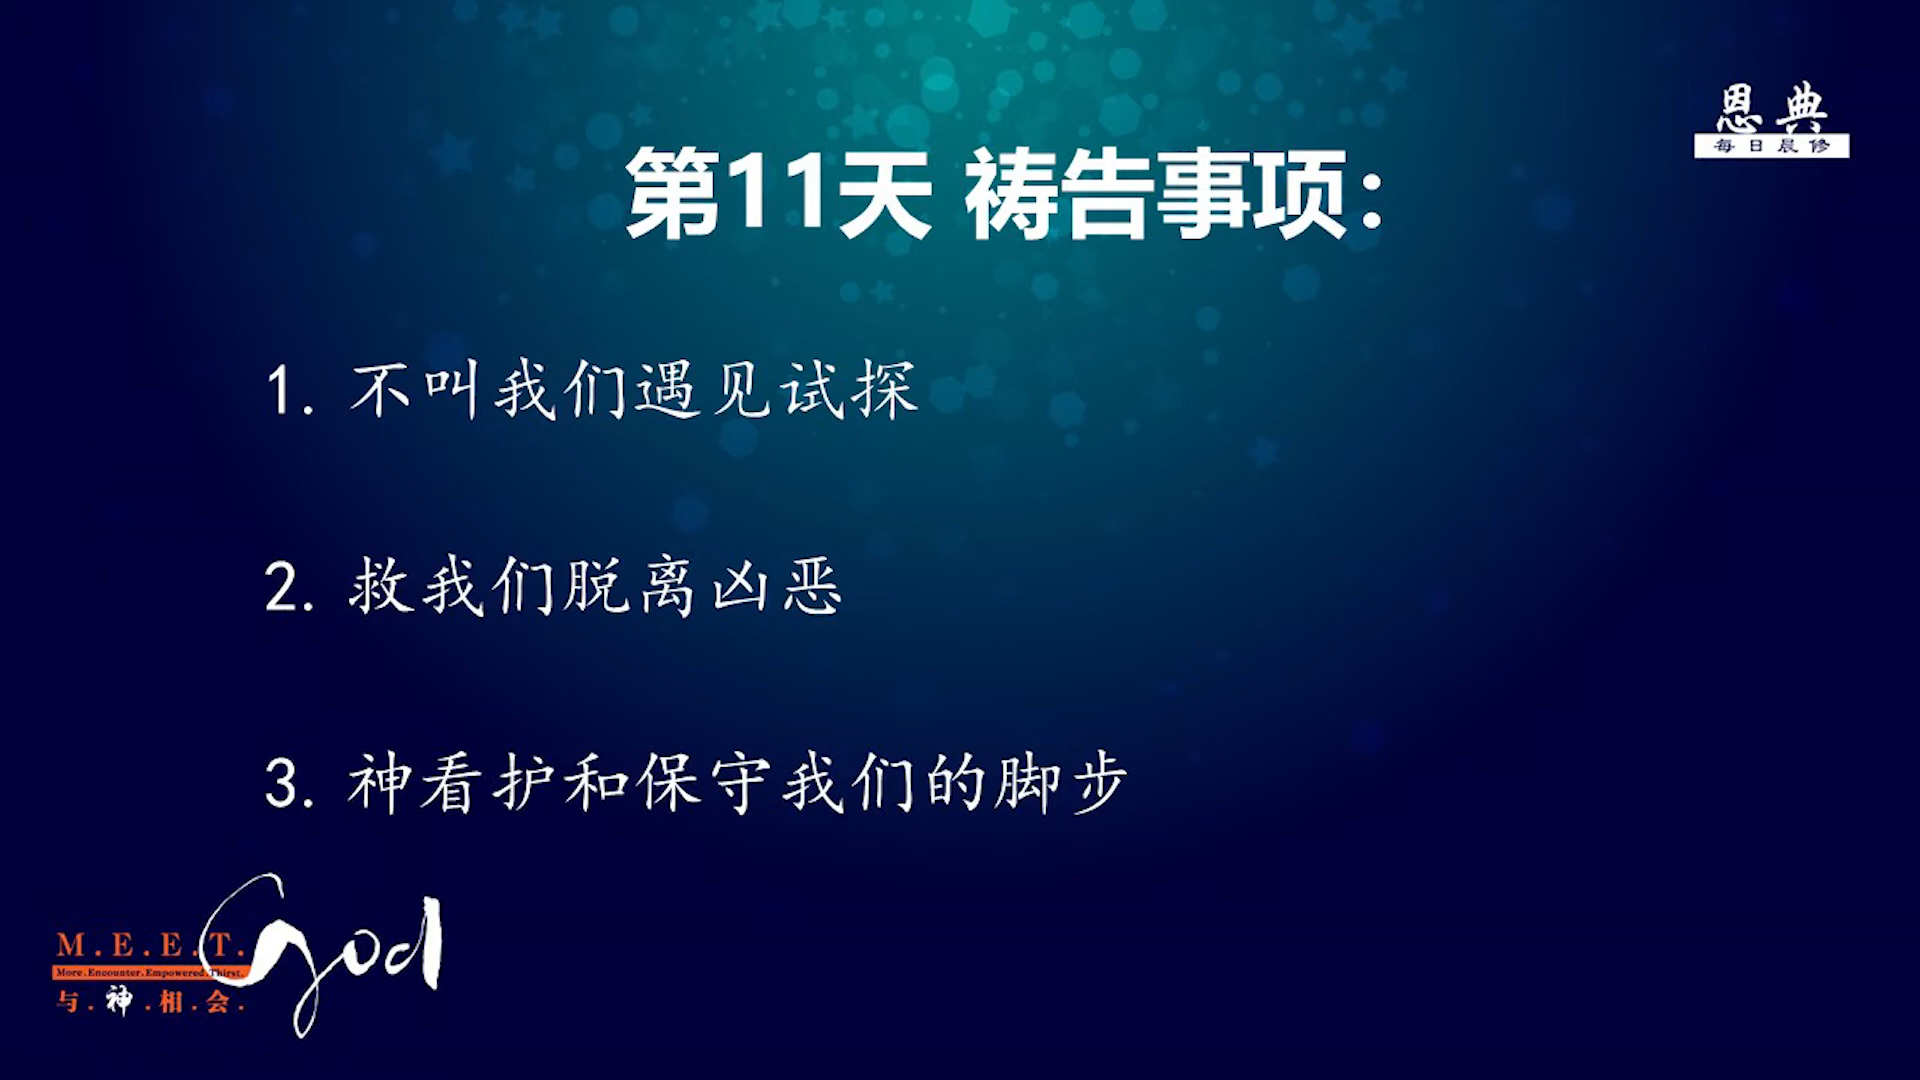 恩典
每日晨修
第11天 祷告事项：
1. 不叫我们遇见试探
2. 救我们脱离凶恶
3. 神看护和保守我们的脚步
M.E.E.T. God
More.Encounter.Empowered.Thirst.
与.神.相.会.